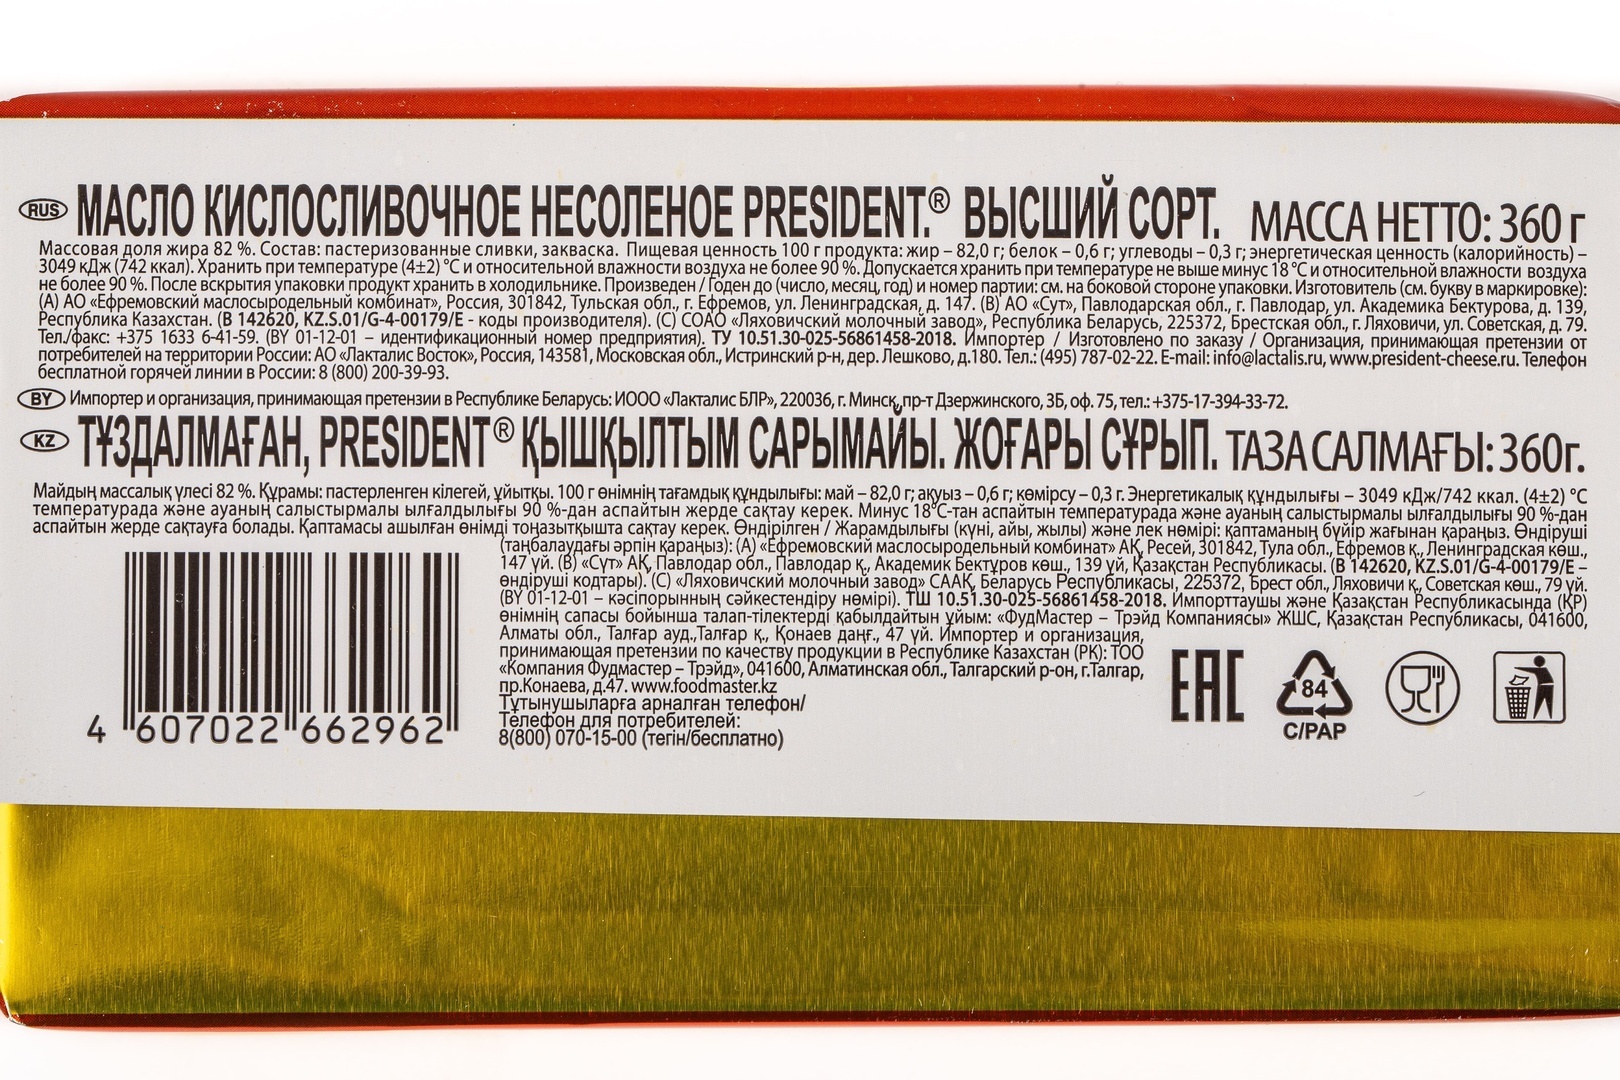 RUS МАСЛО КИСЛОСЛИВОЧНОЕ НЕСОЛЕНОЕ PRESIDENT.® ВЫСШИЙ СОРТ. МАССА НЕТТО: 360 г
Массовая доля жира 82 %. Состав: пастеризованные сливки, закваска. Пищевая ценность 100 г продукта: жир – 82,0 г; белок – 0,6 г; углеводы – 0,3 г; энергетическая ценность (калорийность) –
3049 кДж (742 ккал). Хранить при температуре (4±2) °С и относительной влажности воздуха не более 90 %. Допускается хранить при температуре не выше минус 18 °С и относительной влажности воздуха
не более 90 %. После вскрытия упаковки продукт хранить в холодильнике. Произведен / Годен до (число, месяц, год) и номер партии: см. на боковой стороне упаковки. Изготовитель (см. букву в маркировке):
(А) АО «Ефремовский маслосыродельный комбинат», Россия, 301842, Тульская обл., г. Ефремов, ул. Ленинградская, д. 147. (В) АО «Сут», Павлодарская обл., г. Павлодар, ул. Академика Бектурова, д. 139,
Республика Казахстан. (В 142620, KZ.S.01/G-4-00179/E - коды производителя). (С) СОАО «Ляховичский молочный завод», Республика Беларусь, 225372, Брестская обл., г. Ляховичи, ул. Советская, д. 79.
Тел./факс: +375 1633 6-41-59. (BY 01-12-01 – идентификационный номер предприятия). ТУ 10.51.30-025-56861458-2018. Импортер / Изготовлено по заказу / Организация, принимающая претензии от
потребителей на территории России: АО «Лакталис Восток», Россия, 143581, Московская обл., Истринский р-н, дер. Лешково, д.180. Тел.: (495) 787-02-22. E-mail: info@lactalis.ru, www.president-cheese.ru. Телефон
бесплатной горячей линии в России: 8 (800) 200-39-93.
BY Импортер и организация, принимающая претензии в Республике Беларусь: ИООО «Лакталис БЛР», 220036, г. Минск,пр-т Дзержинского, 3Б, оф. 75, тел.: +375-17-394-33-72.
KZ ТҰЗДАЛМАҒАН, PRESIDENT® ҚЫШҚЫЛТЫМ САРЫМАЙЫ. ЖОҒАРЫ СҰРЫП. ТАЗА САЛМАҒЫ: 360г.
Майдың массалық үлесі 82 %. Құрамы: пастерленген кілегей, ұйытқы. 100 г өнімнің тағамдық құндылығы: май – 82,0 г; ақуыз – 0,6 г; көмірсу – 0,3 г. Энергетикалық құндылығы – 3049 кДж/742 ккал. (4±2) °С
температурада және ауаның салыстырмалы ылғалдылығы 90 %-дан аспайтын жерде сақтау керек. Минус 18°С-тан аспайтын температурада және ауаның салыстырмалы ылғалдылығы 90 %-дан
аспайтын жерде сақтауға болады. Қаптамасы ашылған өнімді тоңазытқышта сақтау керек. Өндірілген / Жарамдылығы (күні, айы, жылы) және лек нөмірі: қаптаманың бүйір жағынан қараңыз. Өндіруші
(таңбалаудағы әрпін қараңыз): (А) «Ефремовский маслосыродельный комбинат» АҚ, Ресей, 301842, Тула обл., Ефремов қ., Ленинградская көш.,
147 үй. (В) «Сүт» АҚ, Павлодар обл., Павлодар қ., Академик Бектұров көш., 139 үй, Қазақстан Республикасы. (В 142620, KZ.S.01/G-4-00179/E –
өндіруші кодтары). (С) «Ляховичский молочный завод» СААҚ, Беларусь Республикасы, 225372, Брест обл., Ляховичи қ., Советская көш., 79 үй.
(BY 01-12-01 – кәсіпорынның сәйкестендіру нөмірі). ТШ 10.51.30-025-56861458-2018. Импорттаушы және Қазақстан Республикасында (ҚР)
өнімнің сапасы бойынша талап-тілектерді қабылдайтын ұйым: «ФудМастер – Трэйд Компаниясы» ЖШС, Қазақстан Республикасы, 041600,
Алматы обл., Талғар ауд.,Талғар қ., Қонаев даңғ., 47 үй. Импортер и организация,
принимающая претензии по качеству продукции в Республике Казахстан (РК): ТОО
«Компания Фудмастер – Трэйд», 041600, Алматинская обл., Талгарский р-он, г.Талгар,
пр.Конаева, д.47. www.foodmaster.kz
Тұтынушыларға арналған телефон/
Телефон для потребителей:
8(800) 070-15-00 (тегін/бесплатно)
4 607022 662962
EAC
84
C/PAP